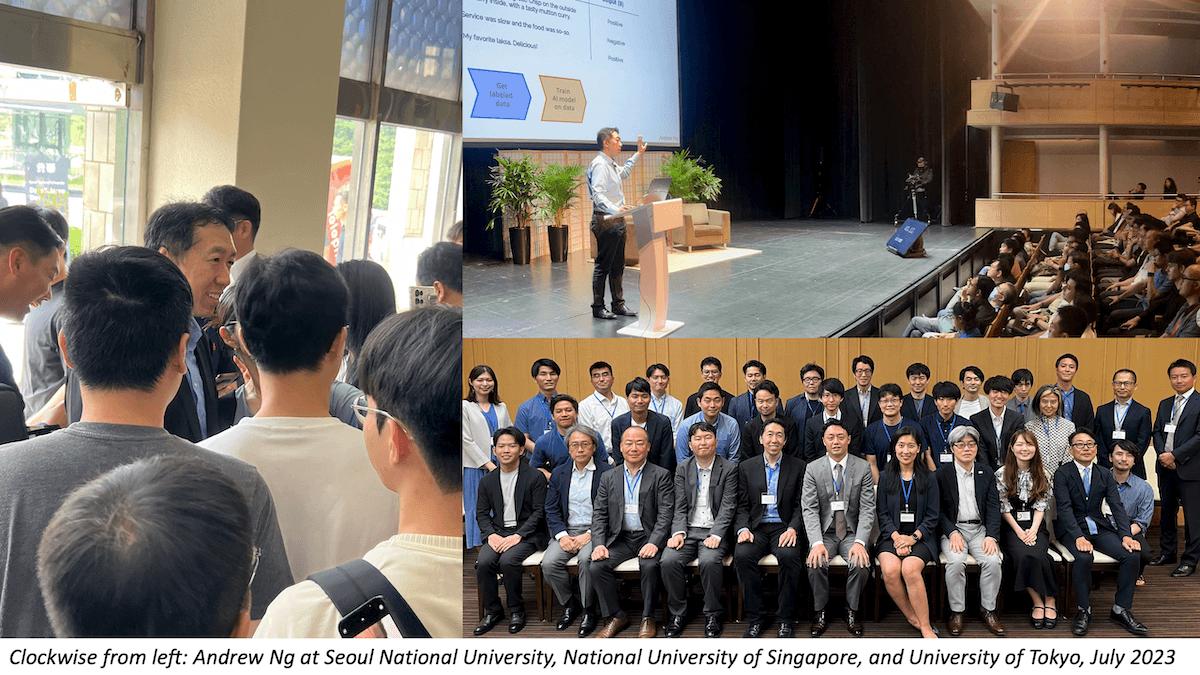 Output (B)
crisp on the outside
inside, with a tasty mutton curry.
Positive
Service was slow and the food was so-so.
Negative
My favorite laksa. Delicious!
Positive
Get
labeled
data
Train
AI model
on data
Clockwise from left: Andrew Ng at Seoul National University, National University of Singapore, and University of Tokyo, July 2023